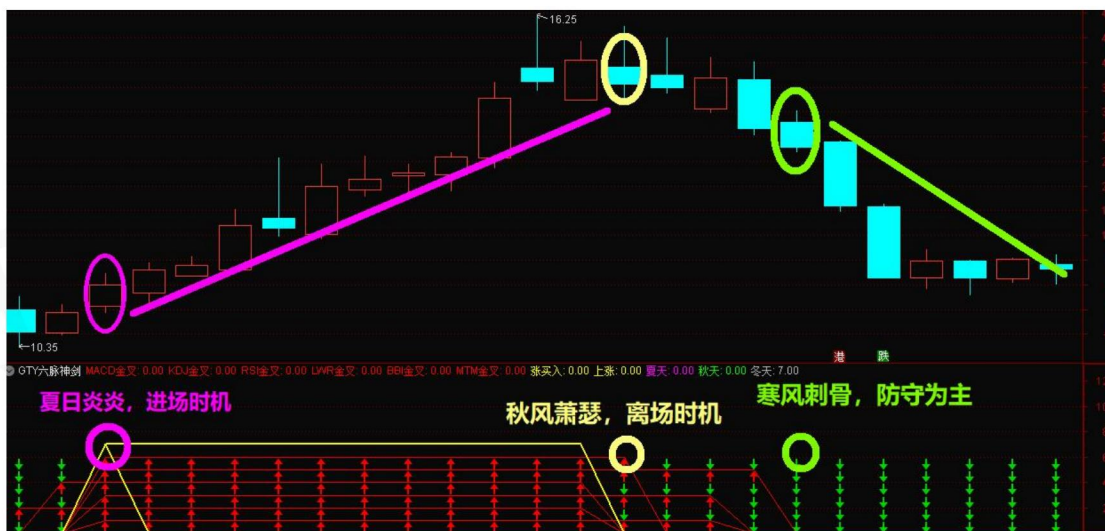 16.25
10.35
港 跌
GTY六脉神剑 MACD金叉: 0.00 KDJ金叉: 0.00 RSI金叉: 0.00 LWR金叉: 0.00 BBI金叉: 0.00 MTM金叉: 0.00 涨买入: 0.00 上涨: 0.00 夏天: 0.00 秋天: 0.00 冬天: 7.00
夏日炎炎，进场时机
秋风萧瑟，离场时机
寒风刺骨，防守为主